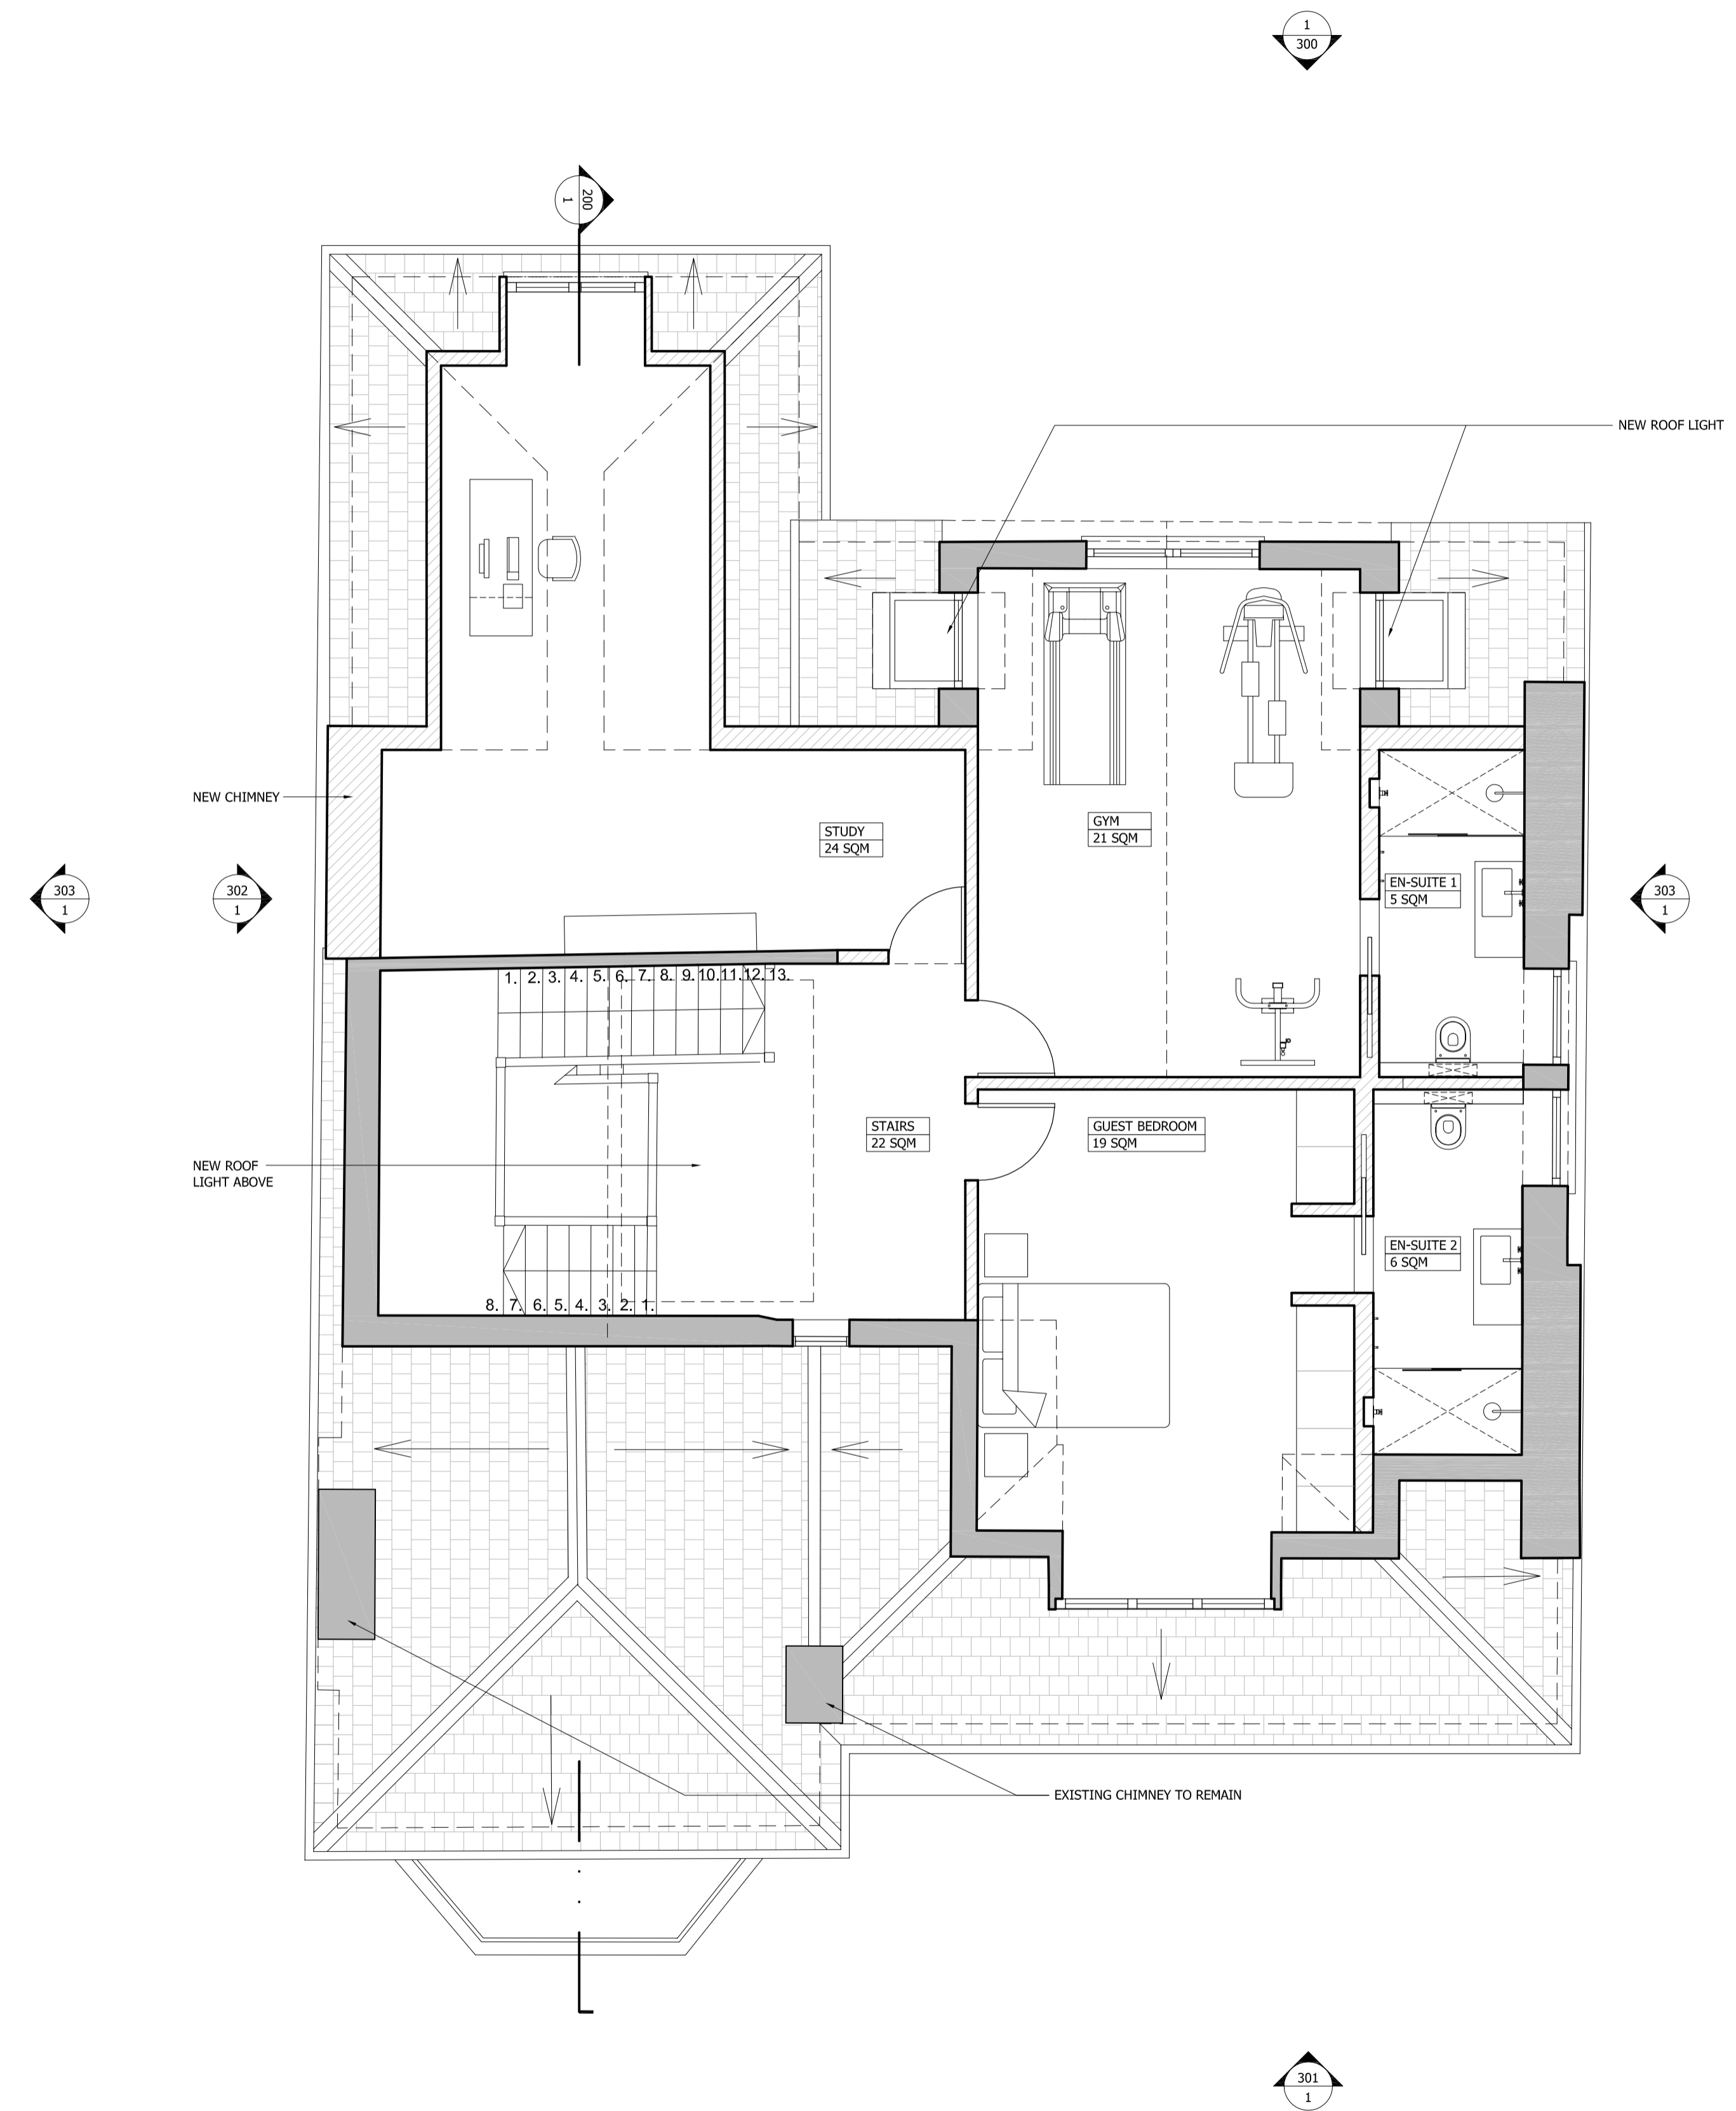 1
300
200
1
NEW ROOF LIGHT
NEW CHIMNEY
STUDY
24 SQM
GYM
21 SQM
EN-SUITE 1
5 SQM
303
1
302
1
303
1
1. 2. 3. 4. 5. 6. 7. 8. 9. 10. 11. 12. 13.
STAIRS
22 SQM
GUEST BEDROOM
19 SQM
NEW ROOF
LIGHT ABOVE
EN-SUITE 2
6 SQM
8. 7. 6. 5. 4. 3. 2. 1.
EXISTING CHIMNEY TO REMAIN
301
1